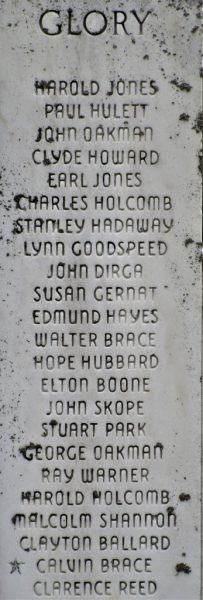 GLORY
HAROLD JONES
PAUL HULETT
JOHN OAKMAN
CLYDE HOWARD
EARL JONES
CHARLES HOLCOMB
STANLEY HADAWAY
LYNN GOODSPEED
JOHN DIRGA
SUSAN GERNAT
EDMUND HAYES
WALTER BRACE
HOPE HUBBARD
ELTON BOONE
JOHN SKOPE
STUART PARK
GEORGE OAKMAN
RAY WARNER
HAROLD HOLCOMB
MALCOLM SHANNON
CLAYTON BALLARD
CALVIN BRACE
CLARENCE REED